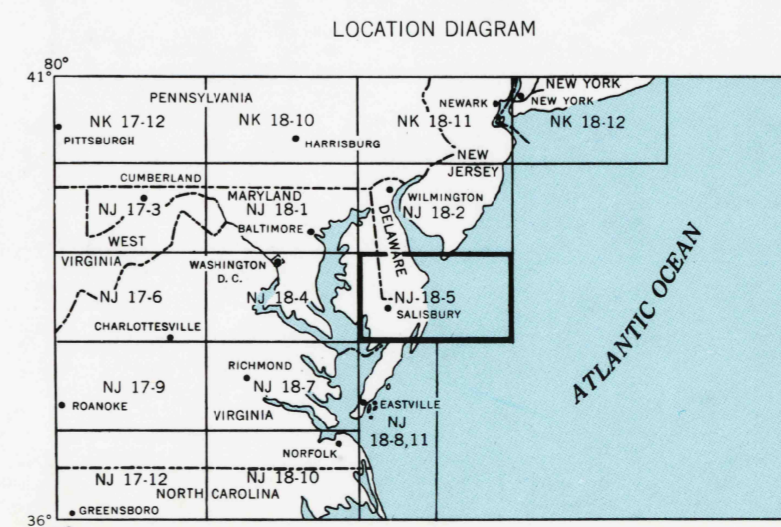 LOCATION DIAGRAM
80°
41°
PENNSYLVANIA
NEW YORK
NEWARK
NEW YORK
NK 17-12
NK 18-10
NK 18-11
NK 18-12
PITTSBURGH
HARRISBURG
NEW
JERSEY
CUMBERLAND
MARYLAND
WILMINGTON
NJ 17-3
NJ 18-1
NJ 18-2
BALTIMORE
DELAWARE
WEST
VIRGINIA
WASHINGTON
D. C.
NJ 17-6
NJ 18-4
NJ-18-5
SALISBURY
CHARLOTTESVILLE
ATLANTIC OCEAN
RICHMOND
NJ 17-9
NJ 18-7
ROANOKE
VIRGINIA
EASTVILLE
NJ
18-8,11
NORFOLK
NJ 17-12
NJ 18-10
NORTH CAROLINA
GREENSBORO
36°